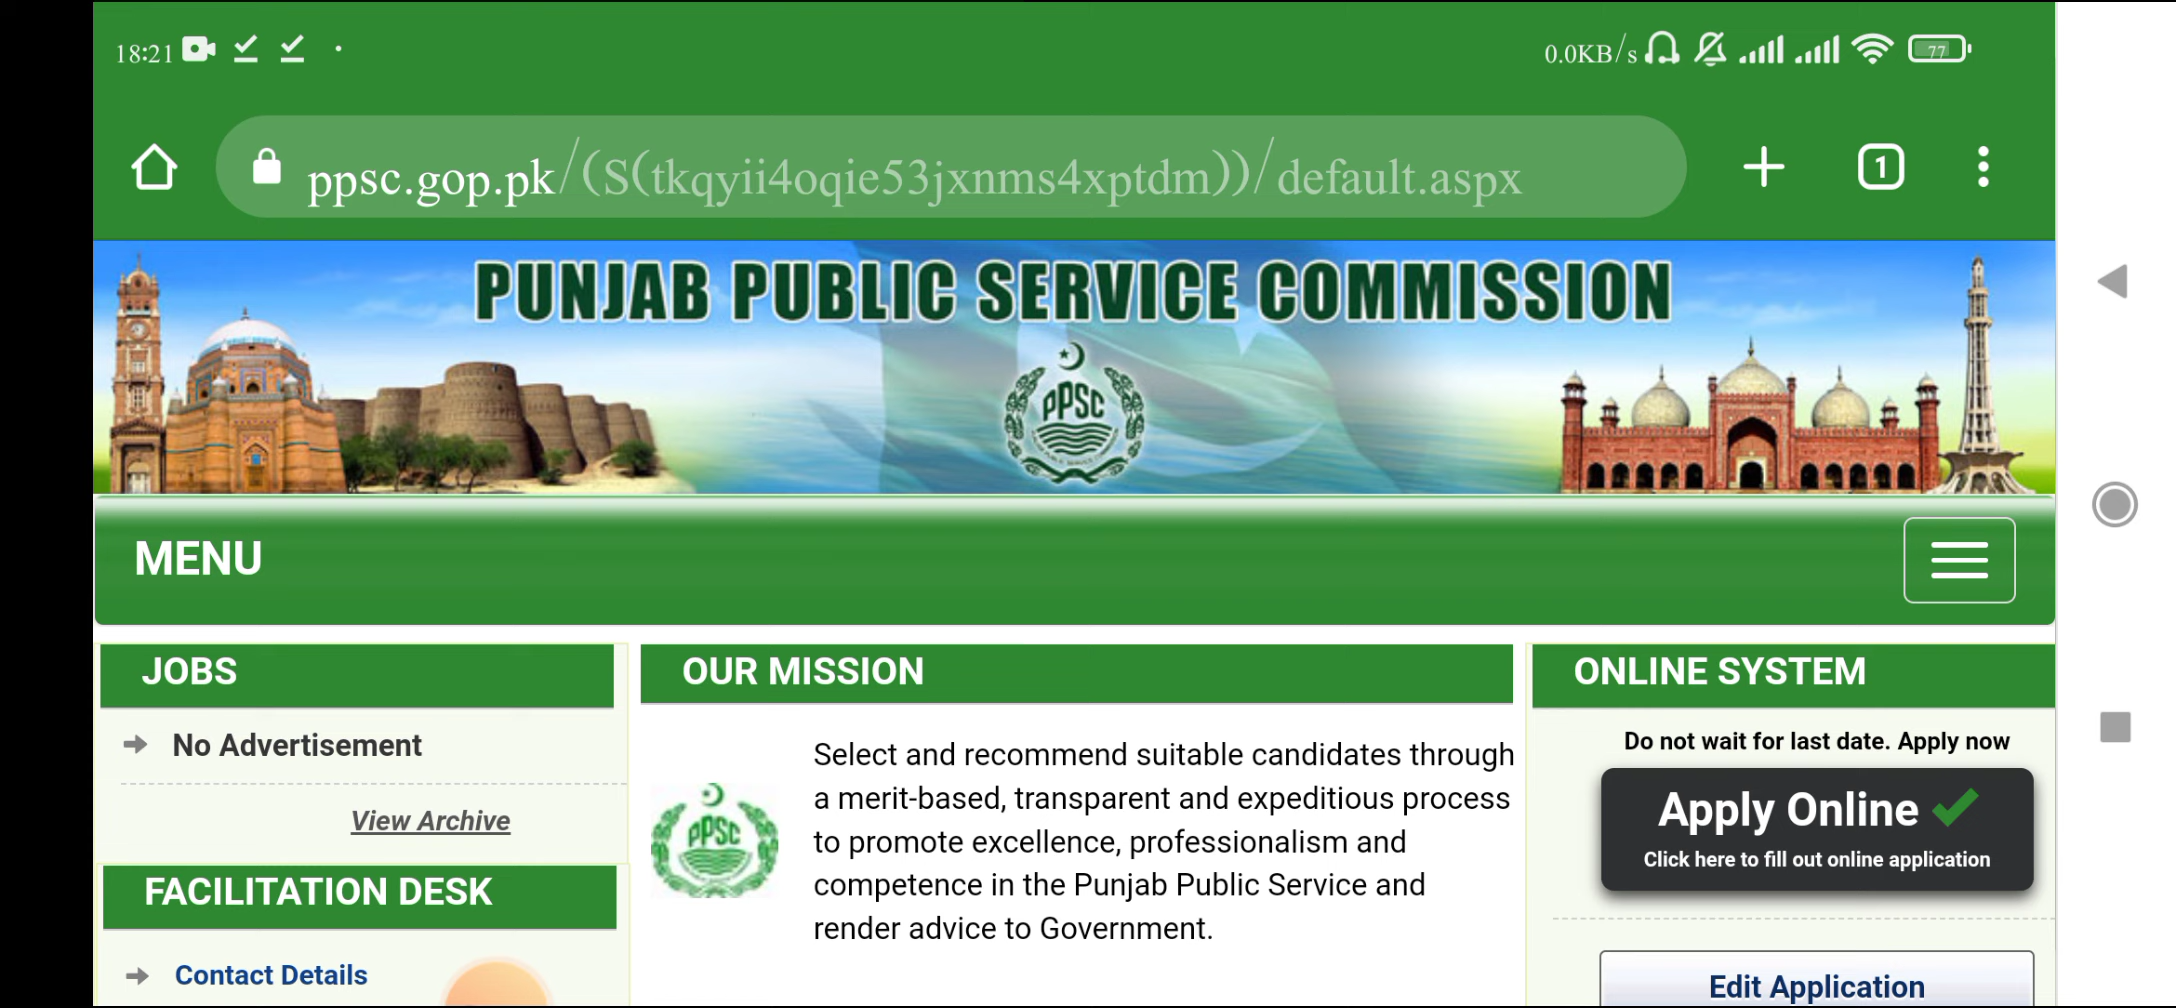 18:21
0.0KB/s
77
ppsc.gop.pk/(S(tkqyii4oqie53jxnms4xptdm))/default.aspx
1
PUNJAB PUBLIC SERVICE COMMISSION
PPSC
MENU
JOBS
No Advertisement
View Archive
FACILITATION DESK
Contact Details
OUR MISSION
PPSC
Select and recommend suitable candidates through
a merit-based, transparent and expeditious process
to promote excellence, professionalism and
competence in the Punjab Public Service and
render advice to Government.
ONLINE SYSTEM
Do not wait for last date. Apply now
Apply Online
Click here to fill out online application
Edit Application